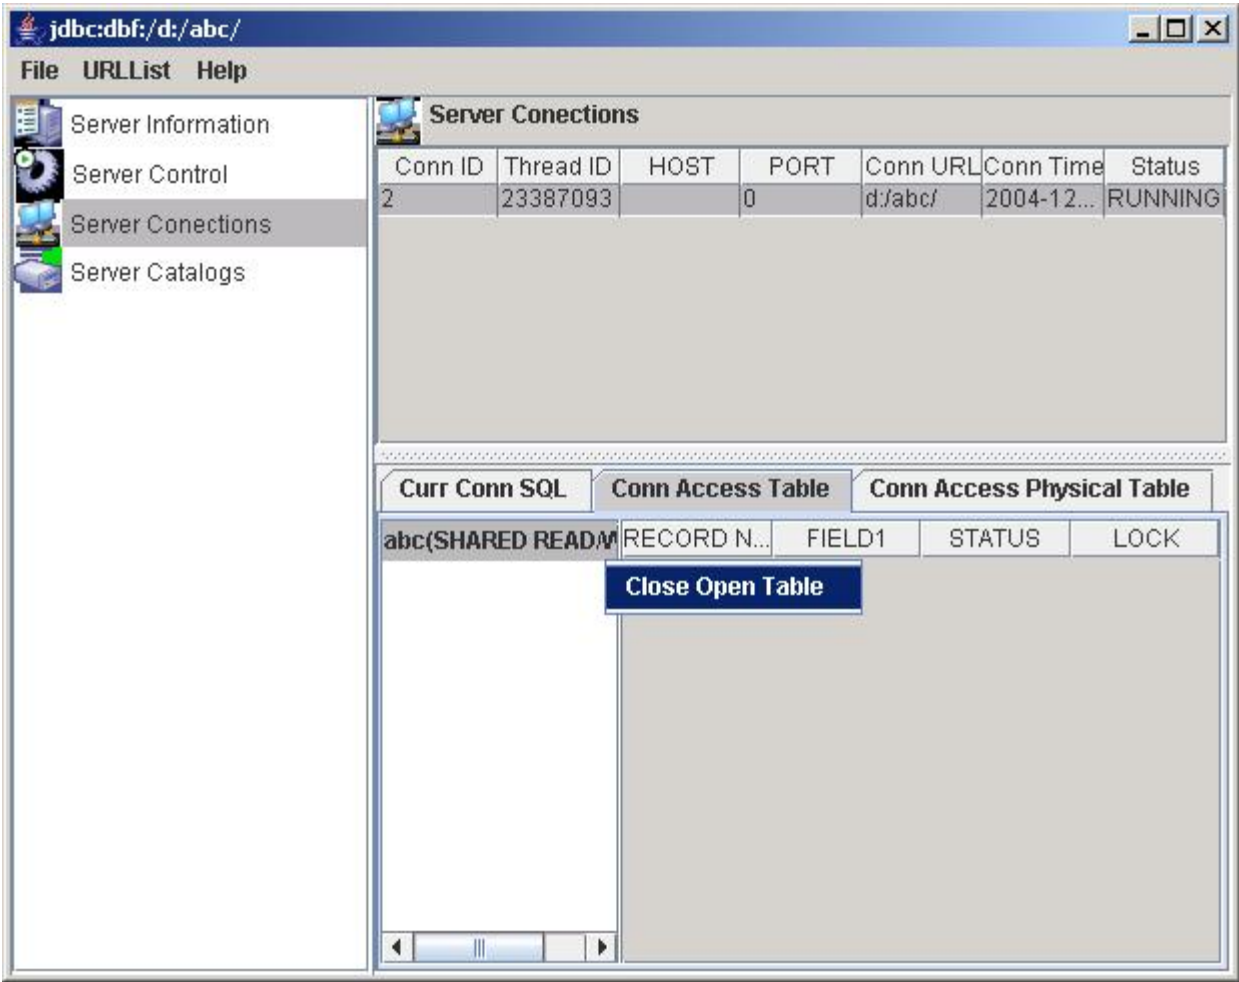 jdbc:dbf:/d:/abc/
File URLList Help
Server Information
Server Control
Server Conections
Server Catalogs
Server Conections
Conn ID Thread ID HOST PORT Conn URL Conn Time Status
2 23387093 0 d:/abc/ 2004-12... RUNNING
Curr Conn SQL Conn Access Table Conn Access Physical Table
abc(SHARED READ/W RECORD N... FIELD1 STATUS LOCK
Close Open Table